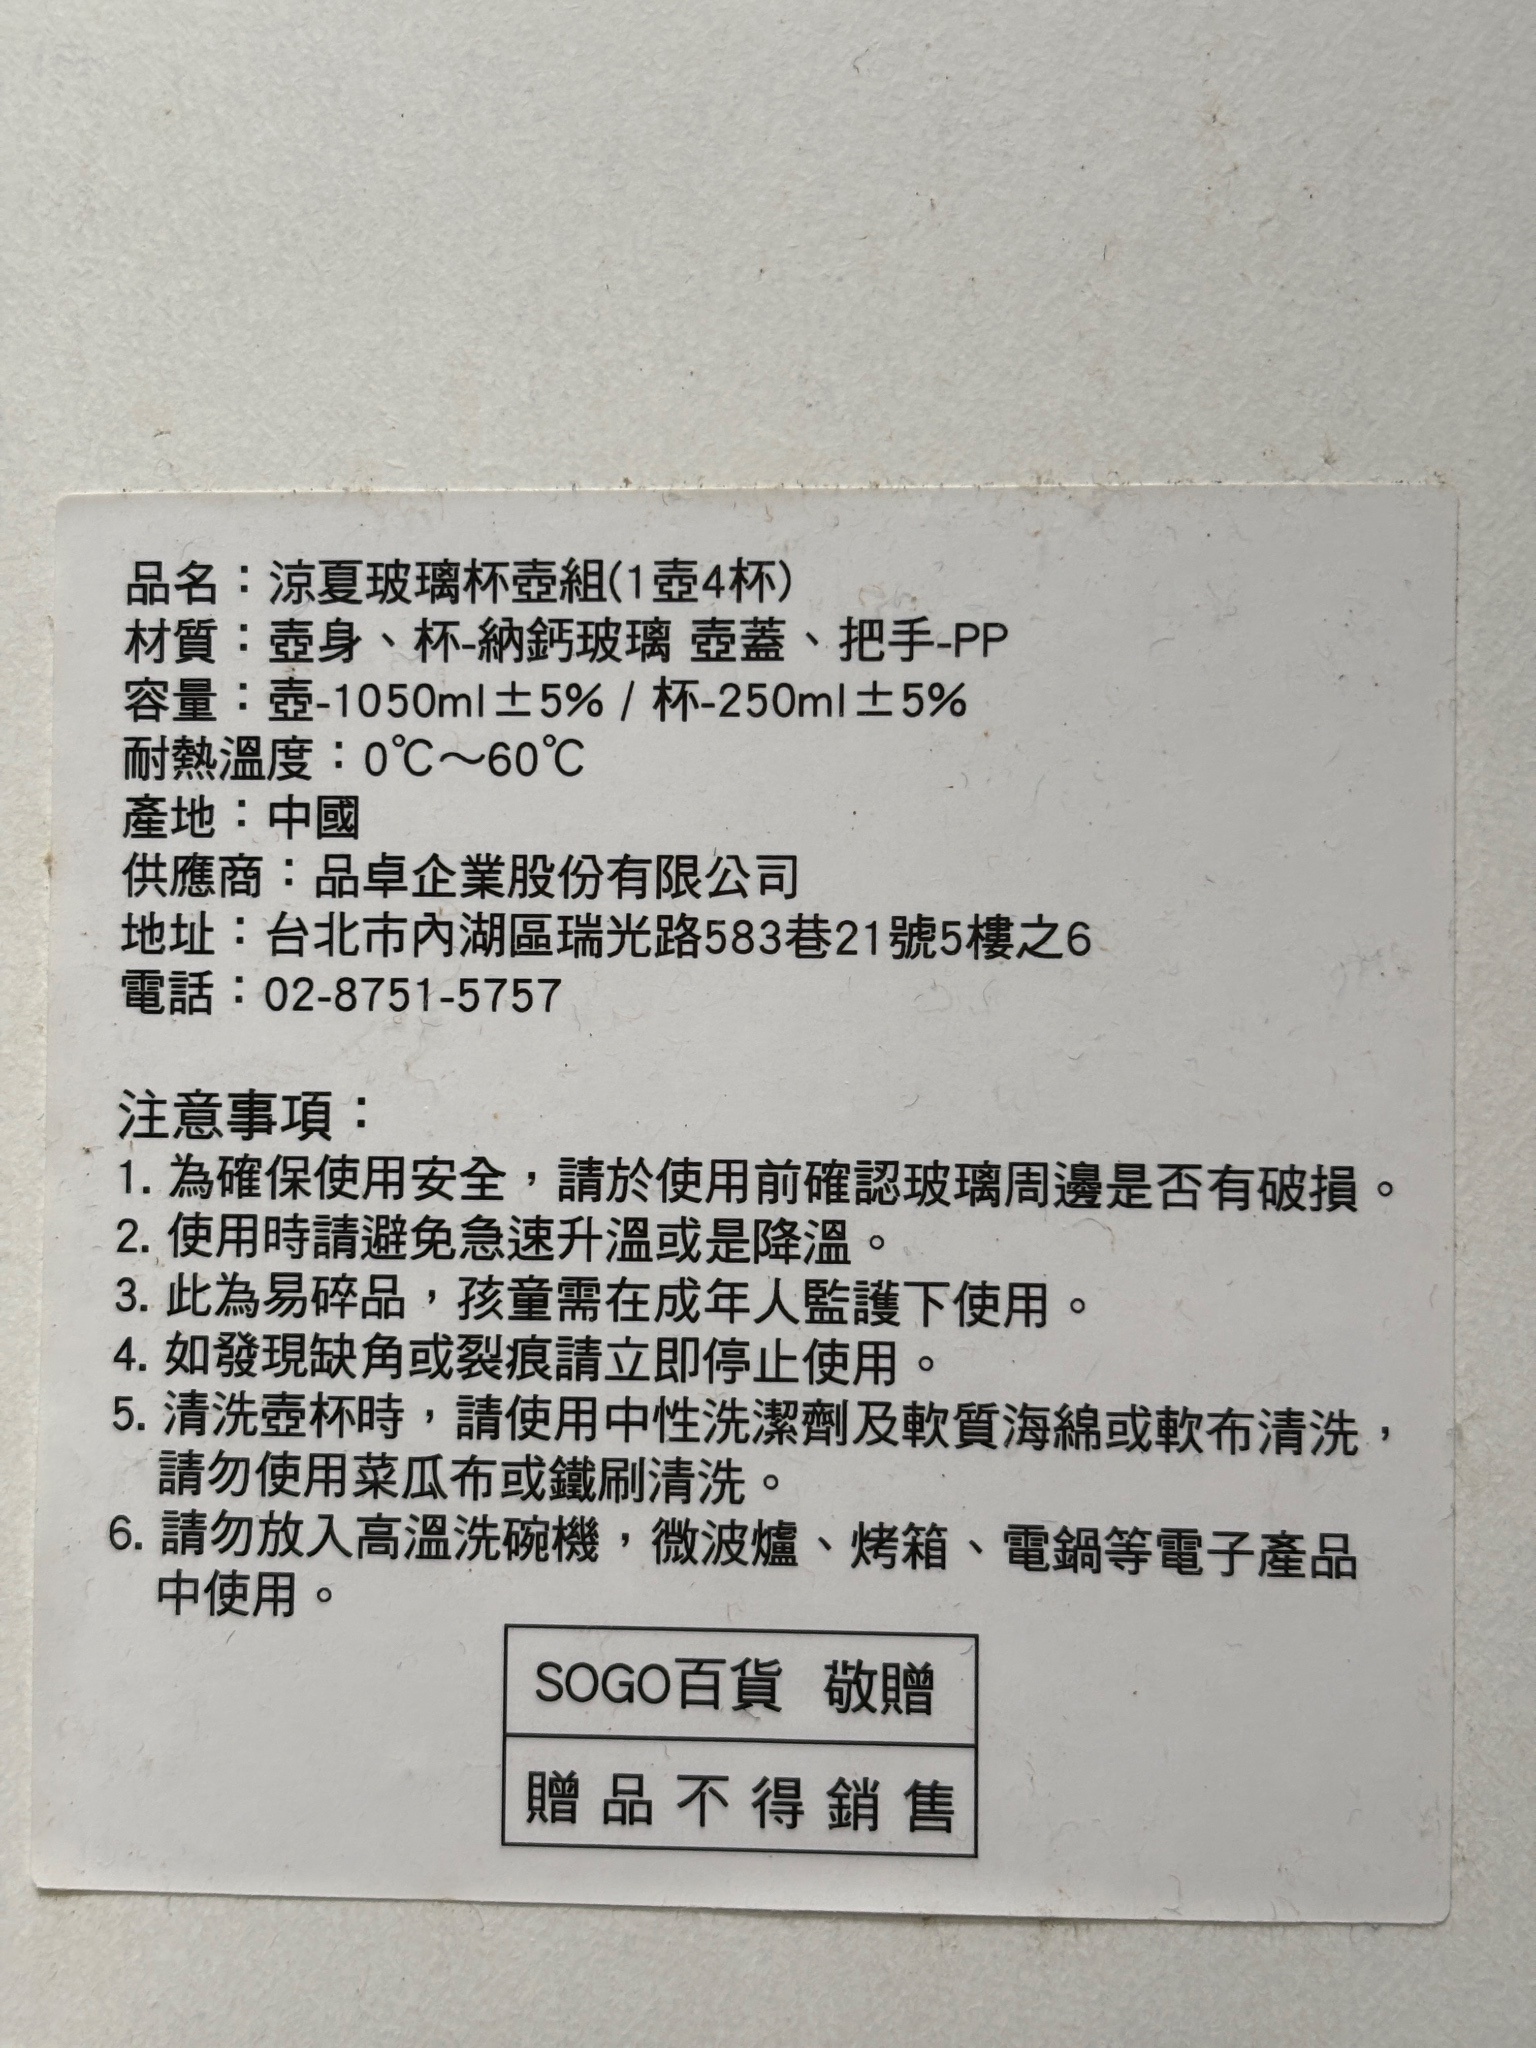 品名：涼夏玻璃杯壺組(1壺4杯)
材質：壺身、杯-納鈣玻璃 壺蓋、把手-PP
容量：壺-1050ml±5% / 杯-250ml±5%
耐熱溫度：0℃～60℃
產地：中國
供應商：品卓企業股份有限公司
地址：台北市內湖區瑞光路583巷21號5樓之6
電話：02-8751-5757
注意事項：
1. 為確保使用安全，請於使用前確認玻璃周邊是否有破損。
2. 使用時請避免急速升溫或是降溫。
3. 此為易碎品，孩童需在成年人監護下使用。
4. 如發現缺角或裂痕請立即停止使用。
5. 清洗壺杯時，請使用中性洗潔劑及軟質海綿或軟布清洗，
請勿使用菜瓜布或鐵刷清洗。
6. 請勿放入高溫洗碗機，微波爐、烤箱、電鍋等電子產品
中使用。
SOGO百貨 敬贈
贈品不得銷售